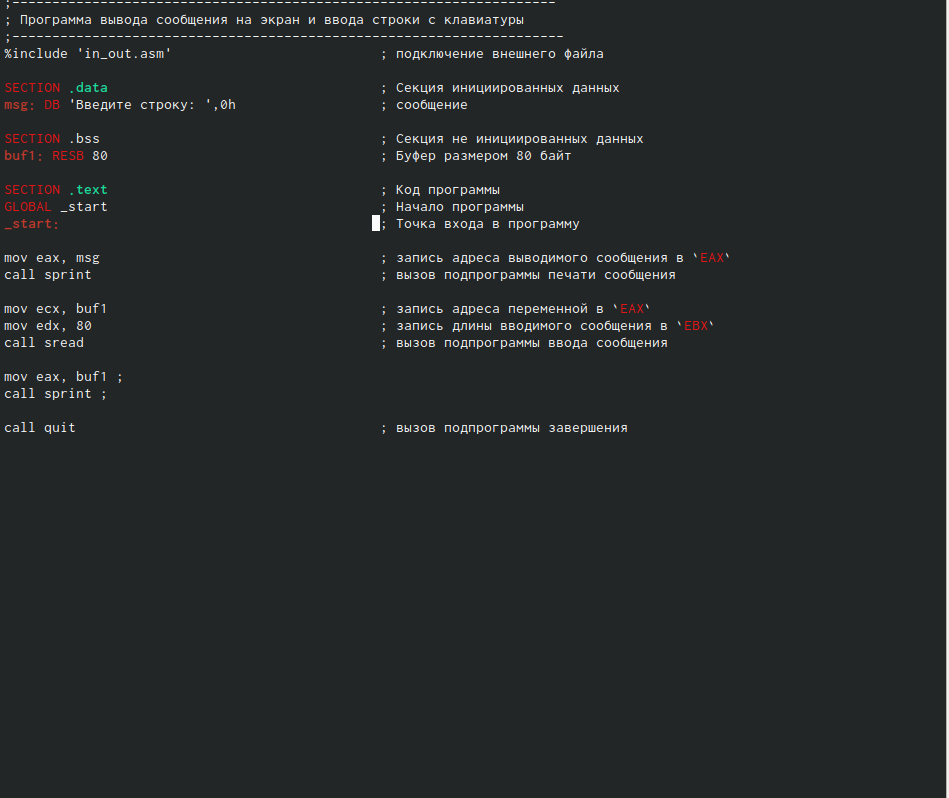 ;--------------------------------------------------------------------
; Программа вывода сообщения на экран и ввода строки с клавиатуры
;---------------------------------------------------------------------
%include 'in_out.asm' ; подключение внешнего файла
SECTION .data ; Секция инициированных данных
msg: DB 'Введите строку: ',0h ; сообщение
SECTION .bss ; Секция не инициированных данных
buf1: RESB 80 ; Буфер размером 80 байт
SECTION .text ; Код программы
GLOBAL _start ; Начало программы
_start: ; Точка входа в программу
mov eax, msg ; запись адреса выводимого сообщения в `EAX`
call sprint ; вызов подпрограммы печати сообщения
mov ecx, buf1 ; запись адреса переменной в `EAX`
mov edx, 80 ; запись длины вводимого сообщения в `EBX`
call sread ; вызов подпрограммы ввода сообщения
mov eax, buf1 ;
call sprint ;
call quit ; вызов подпрограммы завершения